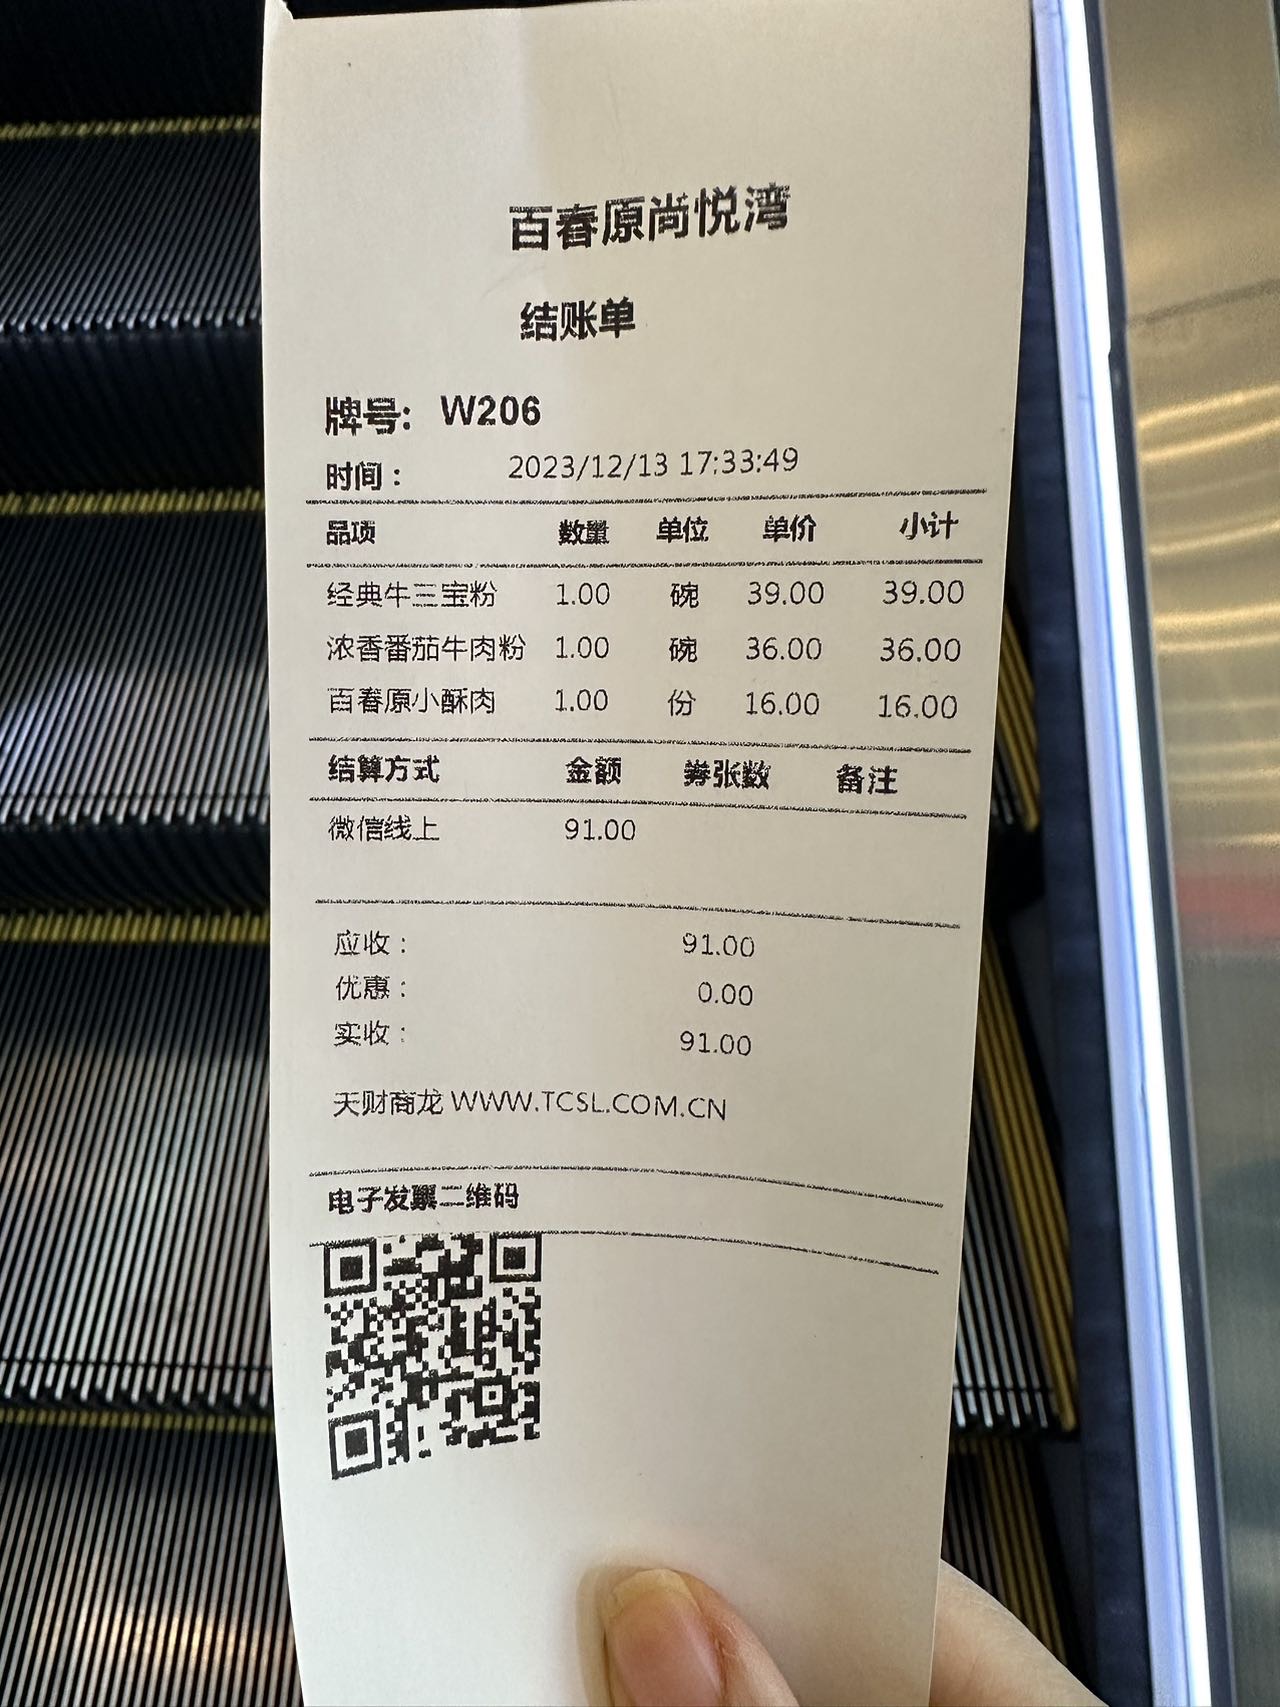 百春原尚悦湾
结账单
牌号: W206
时间： 2023/12/13 17:33:49
品项 数量 单位 单价 小计
经典牛三宝粉 1.00 碗 39.00 39.00
浓香番茄牛肉粉 1.00 碗 36.00 36.00
百春原小酥肉 1.00 份 16.00 16.00
结算方式 金额 券张数 备注
微信线上 91.00
应收： 91.00
优惠： 0.00
实收： 91.00
天财商龙 WWW.TCSL.COM.CN
电子发票二维码